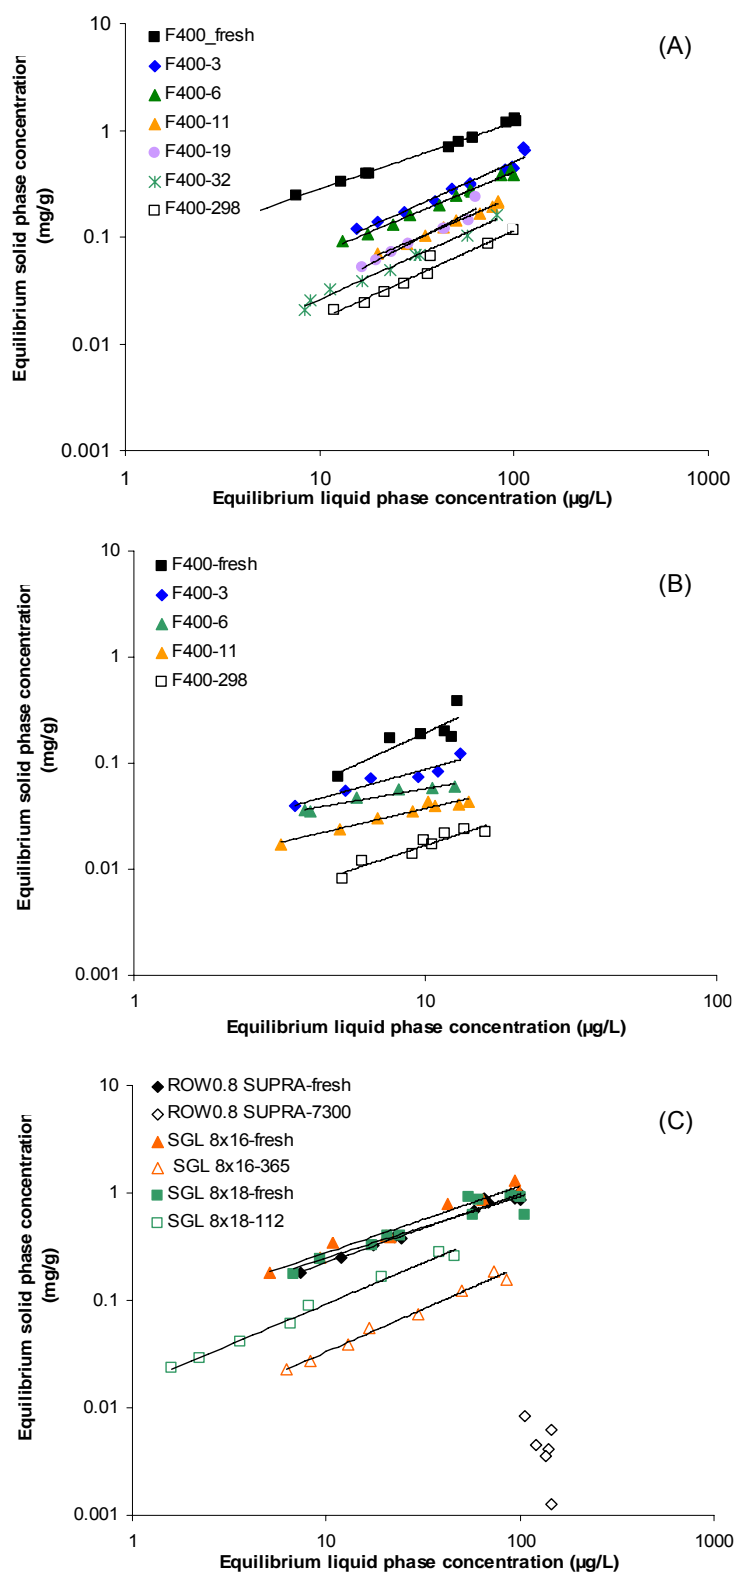 (A)
F400_fresh
F400-3
F400-6
F400-11
F400-19
F400-32
F400-298
10
1
0.1
0.01
0.001
1
10
100
1000
Equilibrium solid phase concentration
(mg/g)
Equilibrium liquid phase concentration (µg/L)
(B)
F400-fresh
F400-3
F400-6
F400-11
F400-298
10
1
0.1
0.01
0.001
1
10
100
Equilibrium solid phase concentration
(mg/g)
Equilibrium liquid phase concentration (µg/L)
(C)
ROW0.8 SUPRA-fresh
ROW0.8 SUPRA-7300
SGL 8x16-fresh
SGL 8x16-365
SGL 8x18-fresh
SGL 8x18-112
10
1
0.1
0.01
0.001
1
10
100
1000
Equilibrium solid phase concentration
(mg/g)
Equilibrium liquid phase concentration (µg/L)